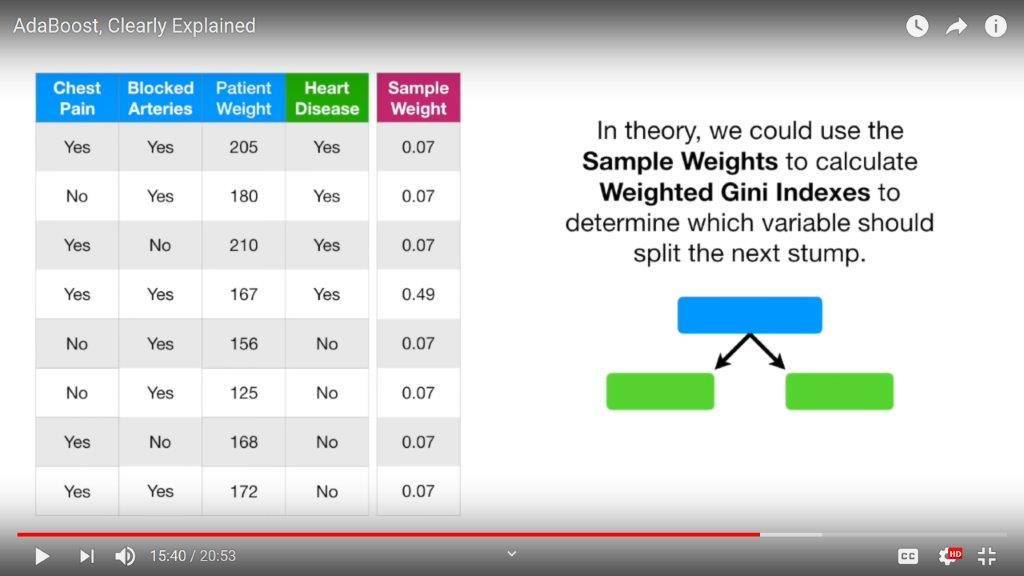 AdaBoost, Clearly Explained
Chest Pain Blocked Arteries Patient Weight Heart Disease Sample Weight
Yes Yes 205 Yes 0.07
No Yes 180 Yes 0.07
Yes No 210 Yes 0.07
Yes Yes 167 Yes 0.49
No Yes 156 No 0.07
No Yes 125 No 0.07
Yes No 168 No 0.07
Yes Yes 172 No 0.07
In theory, we could use the
Sample Weights to calculate
Weighted Gini Indexes to
determine which variable should
split the next stump.
15:40 / 20:53
CC
HD